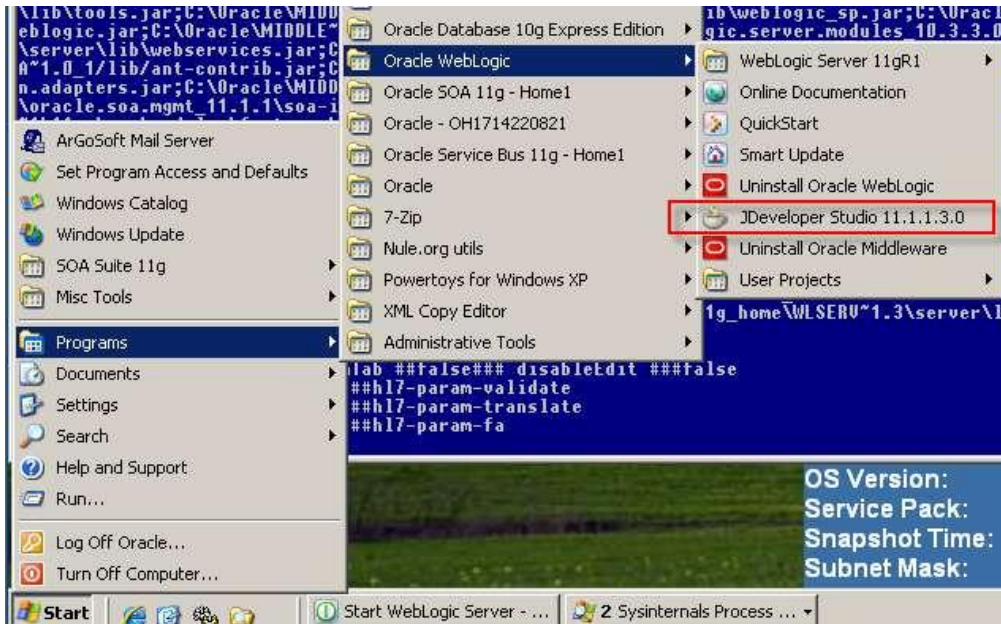 \lib\tools.jar;C:\Oracle\MIDD
eblogic.jar;C:\Oracle\MIDDLE~
\server\lib\webservices.jar;C
A~1.0_1/lib/ant-contrib.jar;C
n.adapters.jar;C:\Oracle\MIDD
\oracle.soa.mgmt_11.1.1\soa-i
ib\weblogic_sp.jar;C:\Oracl
gic.server.modules_10.3.3.0
Oracle Database 10g Express Edition
Oracle WebLogic
Oracle SOA 11g - Home1
Oracle - OH1714220821
Oracle Service Bus 11g - Home1
Oracle
7-Zip
Nule.org utils
Powertoys for Windows XP
XML Copy Editor
Administrative Tools
WebLogic Server 11gR1
Online Documentation
QuickStart
Smart Update
Uninstall Oracle WebLogic
JDeveloper Studio 11.1.1.3.0
Uninstall Oracle Middleware
User Projects
ArGoSoft Mail Server
Set Program Access and Defaults
Windows Catalog
Windows Update
SOA Suite 11g
Misc Tools
Programs
Documents
Settings
Search
Help and Support
Run...
Log Off Oracle...
Turn Off Computer...
1g_home\WLSERV~1.3\server\l
lab ##false### disableEdit ###false
##hl7-param-validate
##hl7-param-translate
##hl7-param-fa
OS Version:
Service Pack:
Snapshot Time:
Subnet Mask:
Start
Start WebLogic Server - ...
2 Sysinternals Process ...